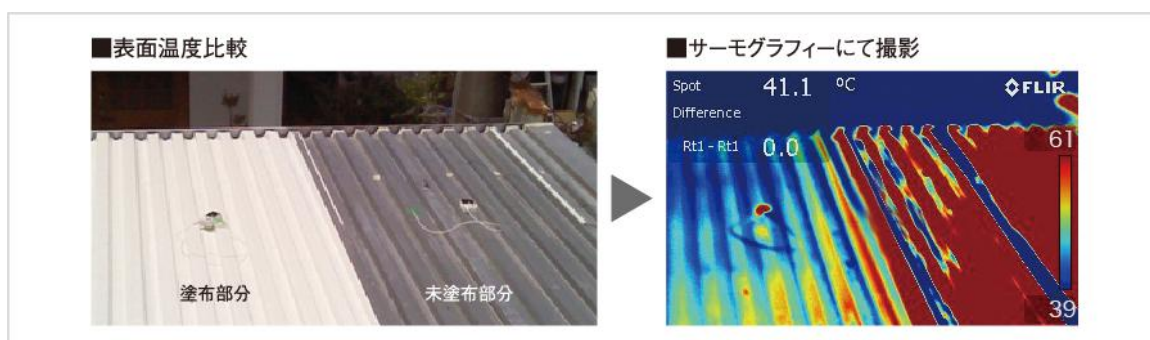 ■表面温度比較
塗布部分
未塗布部分
■サーモグラフィーにて撮影
Spot 41.1 °C
FLIR
Difference
Rt1 - Rt1 0.0
61
39